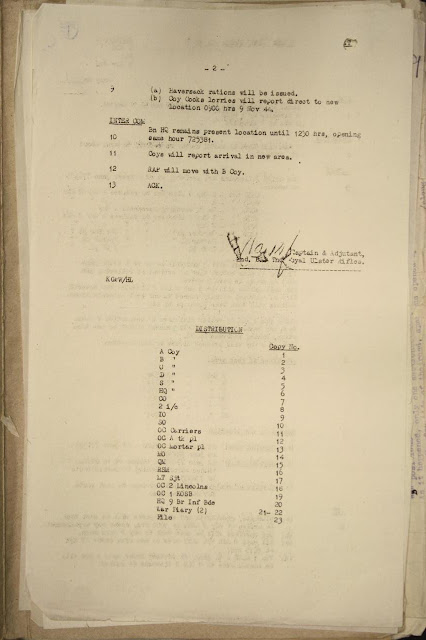 - 2 -
9 (a) Haversack rations will be issued.
(b) Coy Cooks lorries will report direct to new
location 0900 hrs 9 Nov 44.
INTER COM
10 Bn HQ remains present location until 1230 hrs, opening
same hour 725381.
11 Coys will report arrival in new area.
12 RAP will move with B Coy.
13 ACK.
Captain & Adjutant,
2nd. Bn. The Royal Ulster Rifles.
/HL
DISTRIBUTION
Copy No.
A Coy 1
B " 2
C " 3
D " 4
S " 5
HQ " 6
CO 7
2 i/c 8
IO 9
SO 10
OC Carriers 11
OC A tk pl 12
OC Mortar pl 13
MO 14
QM 15
REM 16
LT Sjt 17
OC 2 Lincolns 18
OC 1 KOSB 19
HQ 9 Br Inf Bde 20
War Diary (2) 21- 22
File 23